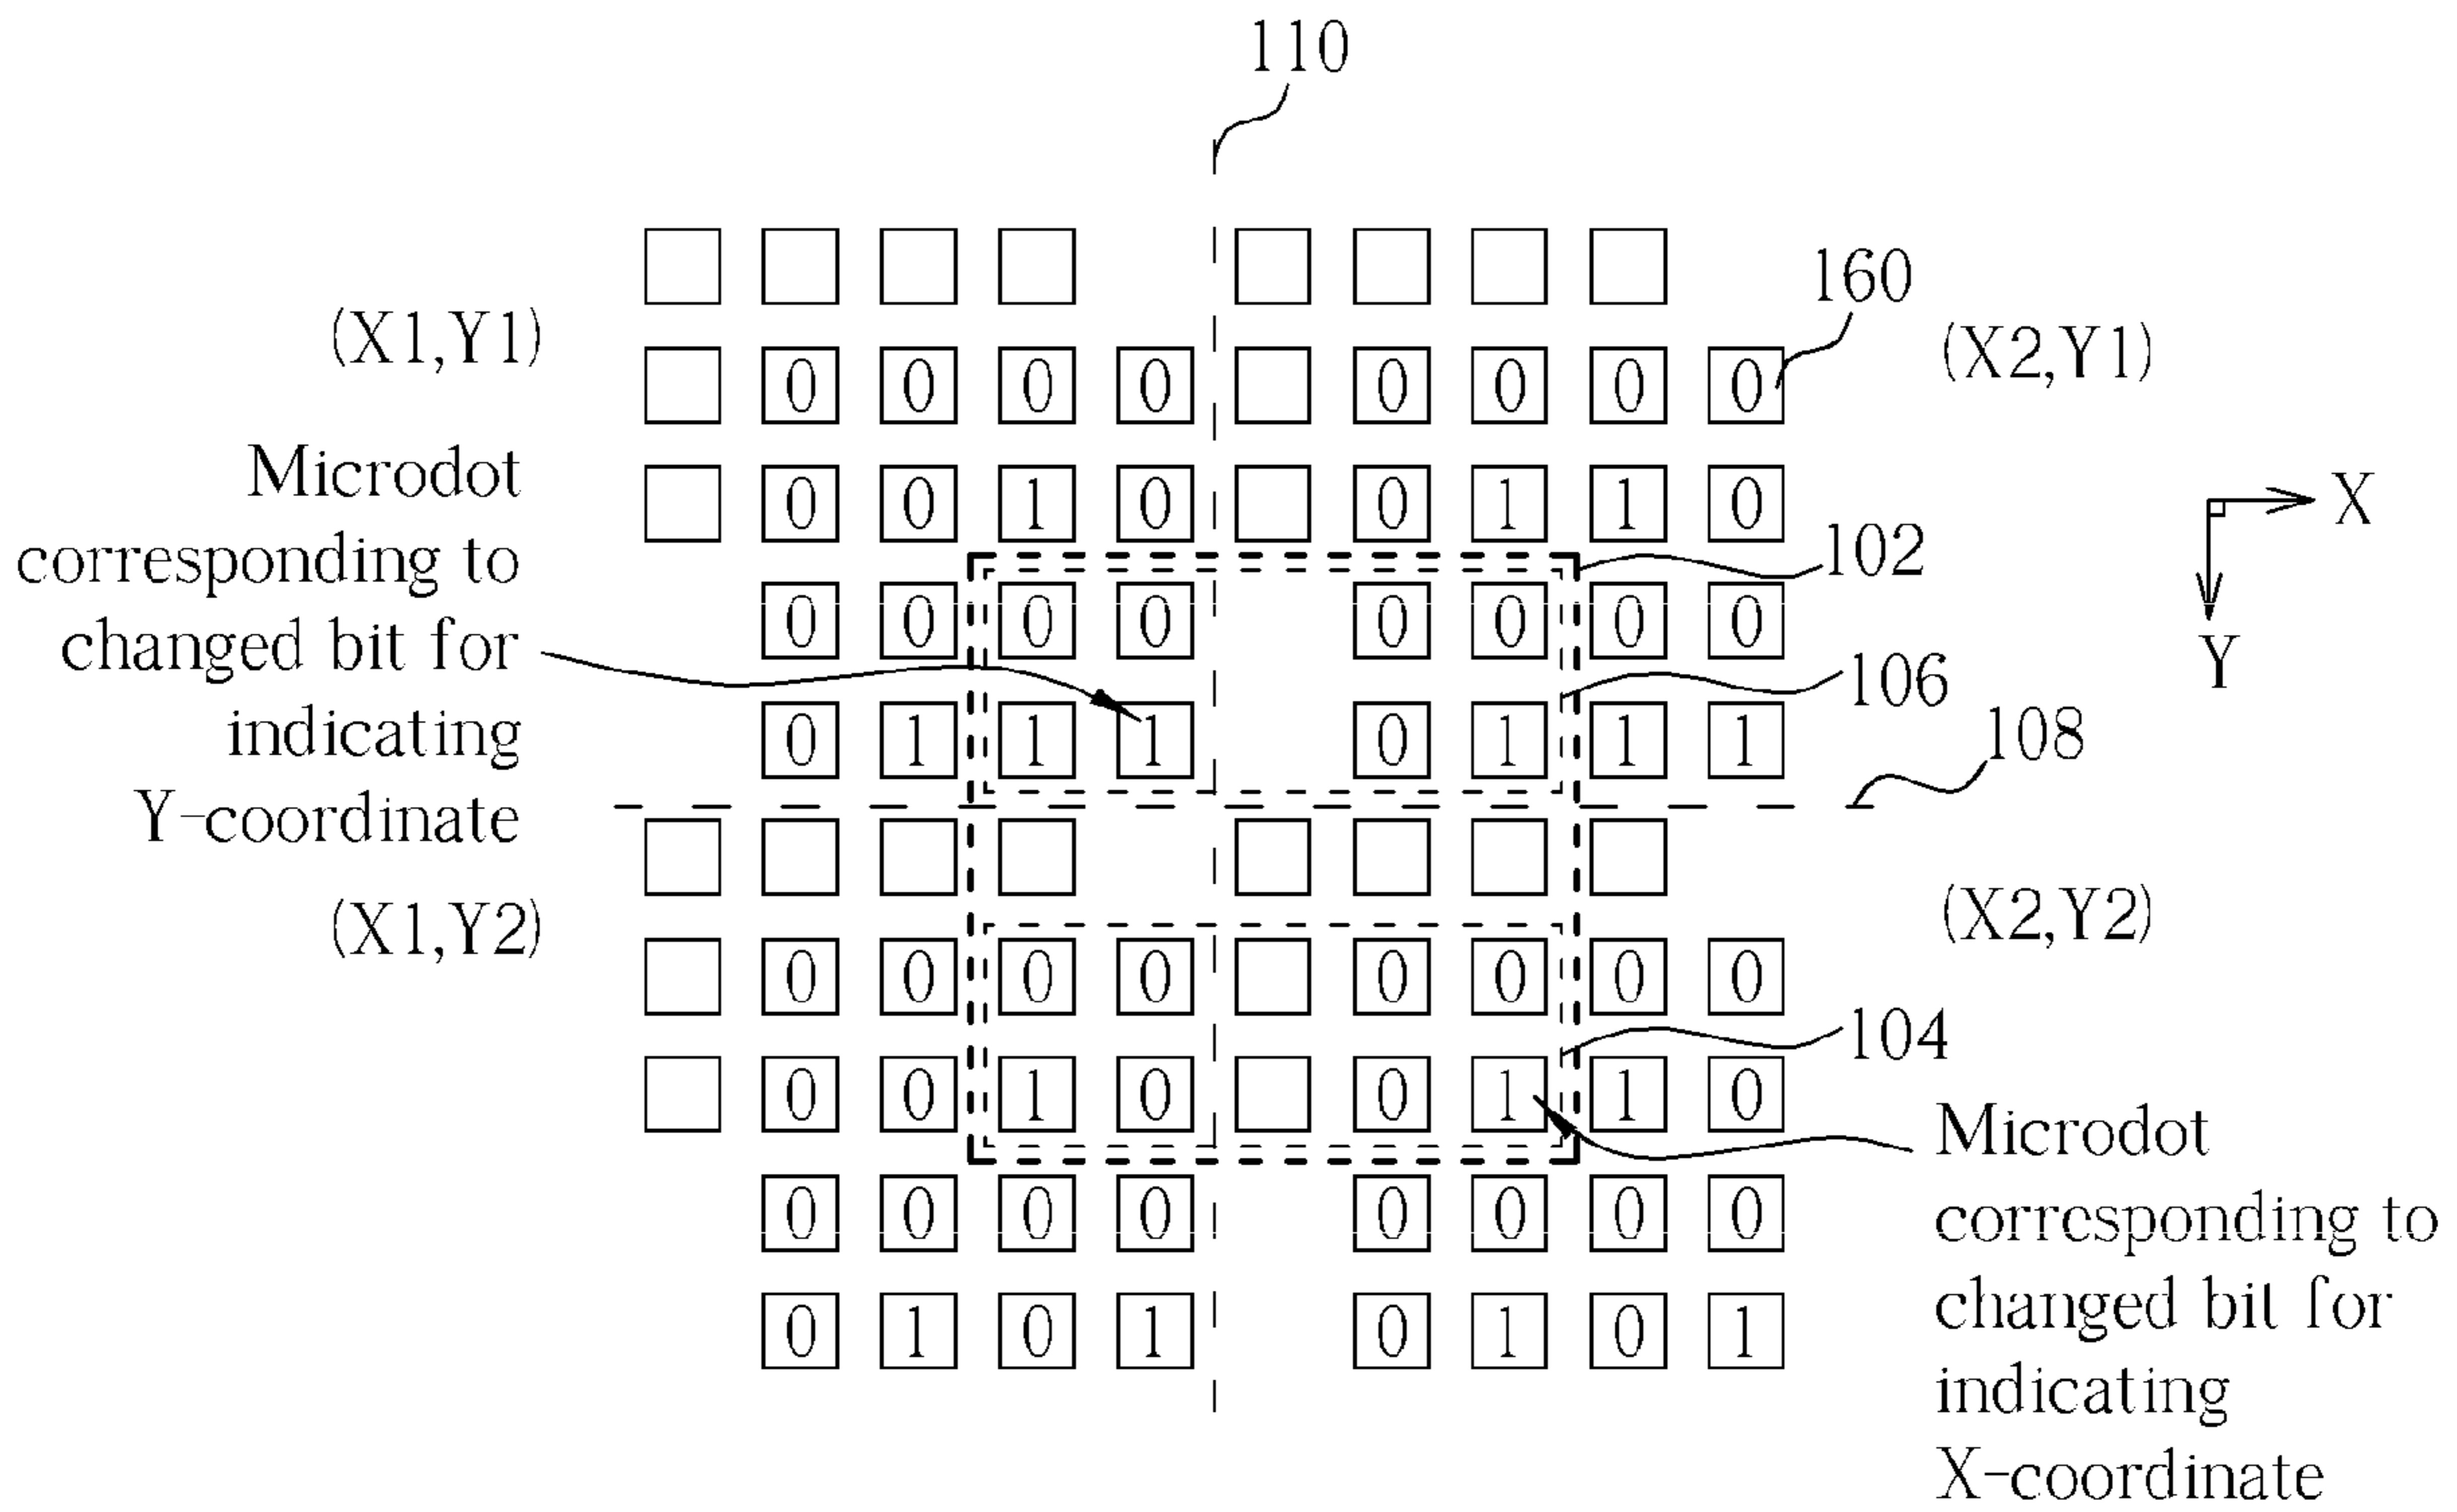 110
160
(X1,Y1)
(X2,Y1)
0 0 0 0 0 0 0 0
Microdot
corresponding to
changed bit for
indicating
Y-coordinate
0 0 1 0 0 1 1 0
X
Y
102
0 0 0 0 0 0 0 0
106
108
0 1 1 1 0 1 1 1
(X1,Y2)
(X2,Y2)
0 0 0 0 0 0 0 0
104
0 0 1 0 0 1 1 0
Microdot
corresponding to
changed bit for
indicating
X-coordinate
0 0 0 0 0 0 0 0
0 1 0 1 0 1 0 1